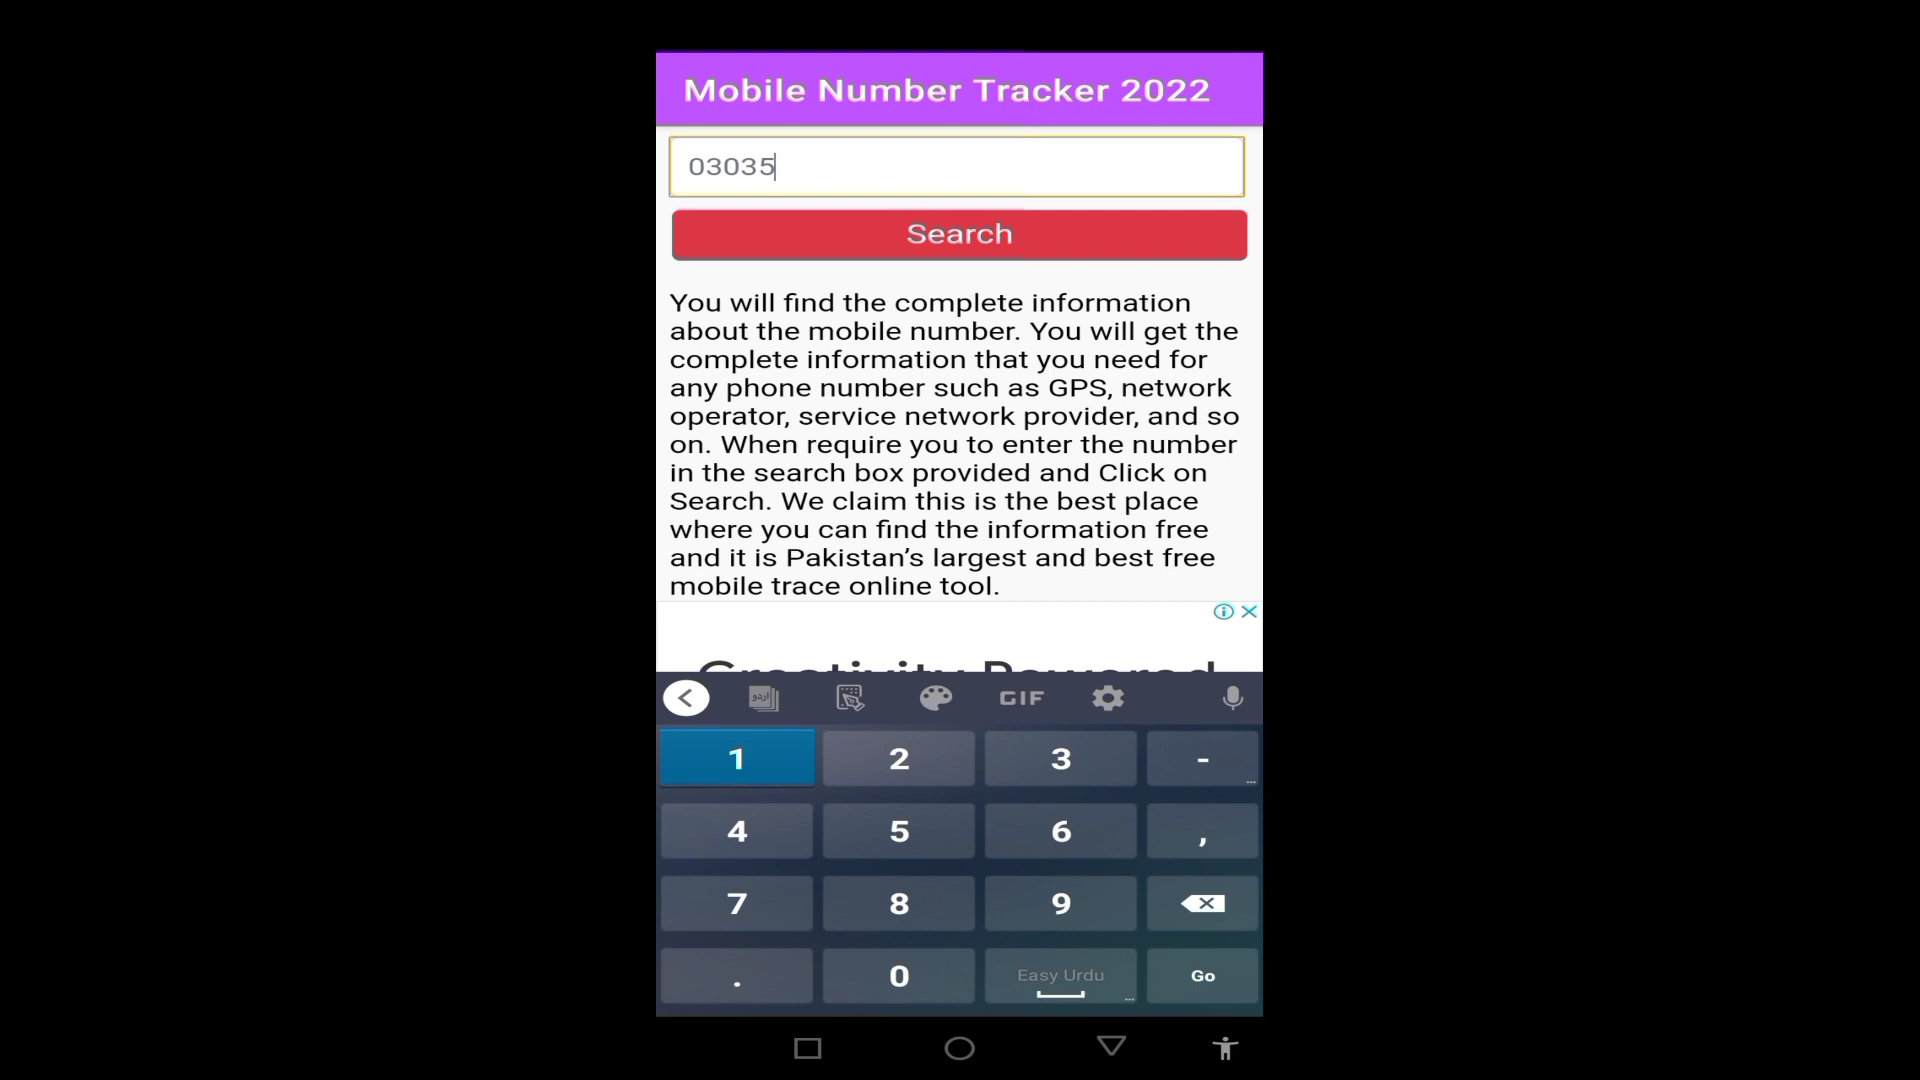 Mobile Number Tracker 2022
03035
Search
You will find the complete information
about the mobile number. You will get the
complete information that you need for
any phone number such as GPS, network
operator, service network provider, and so
on. When require you to enter the number
in the search box provided and Click on
Search. We claim this is the best place
where you can find the information free
and it is Pakistan’s largest and best free
mobile trace online tool.
Creativity Powered
اردو GIF
1 2 3 -
4 5 6 ,
7 8 9
. 0 Easy Urdu Go